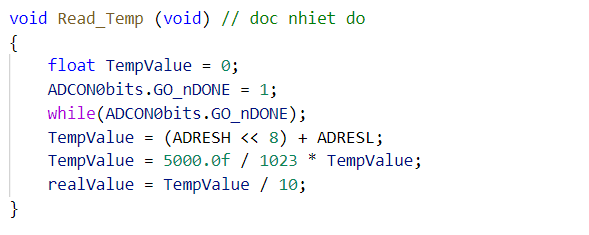 void Read_Temp (void) // doc nhiet do
{
    float TempValue = 0;
    ADCON0bits.GO_nDONE = 1;
    while(ADCON0bits.GO_nDONE);
    TempValue = (ADRESH << 8) + ADRESL;
    TempValue = 5000.0f / 1023 * TempValue;
    realValue = TempValue / 10;
}